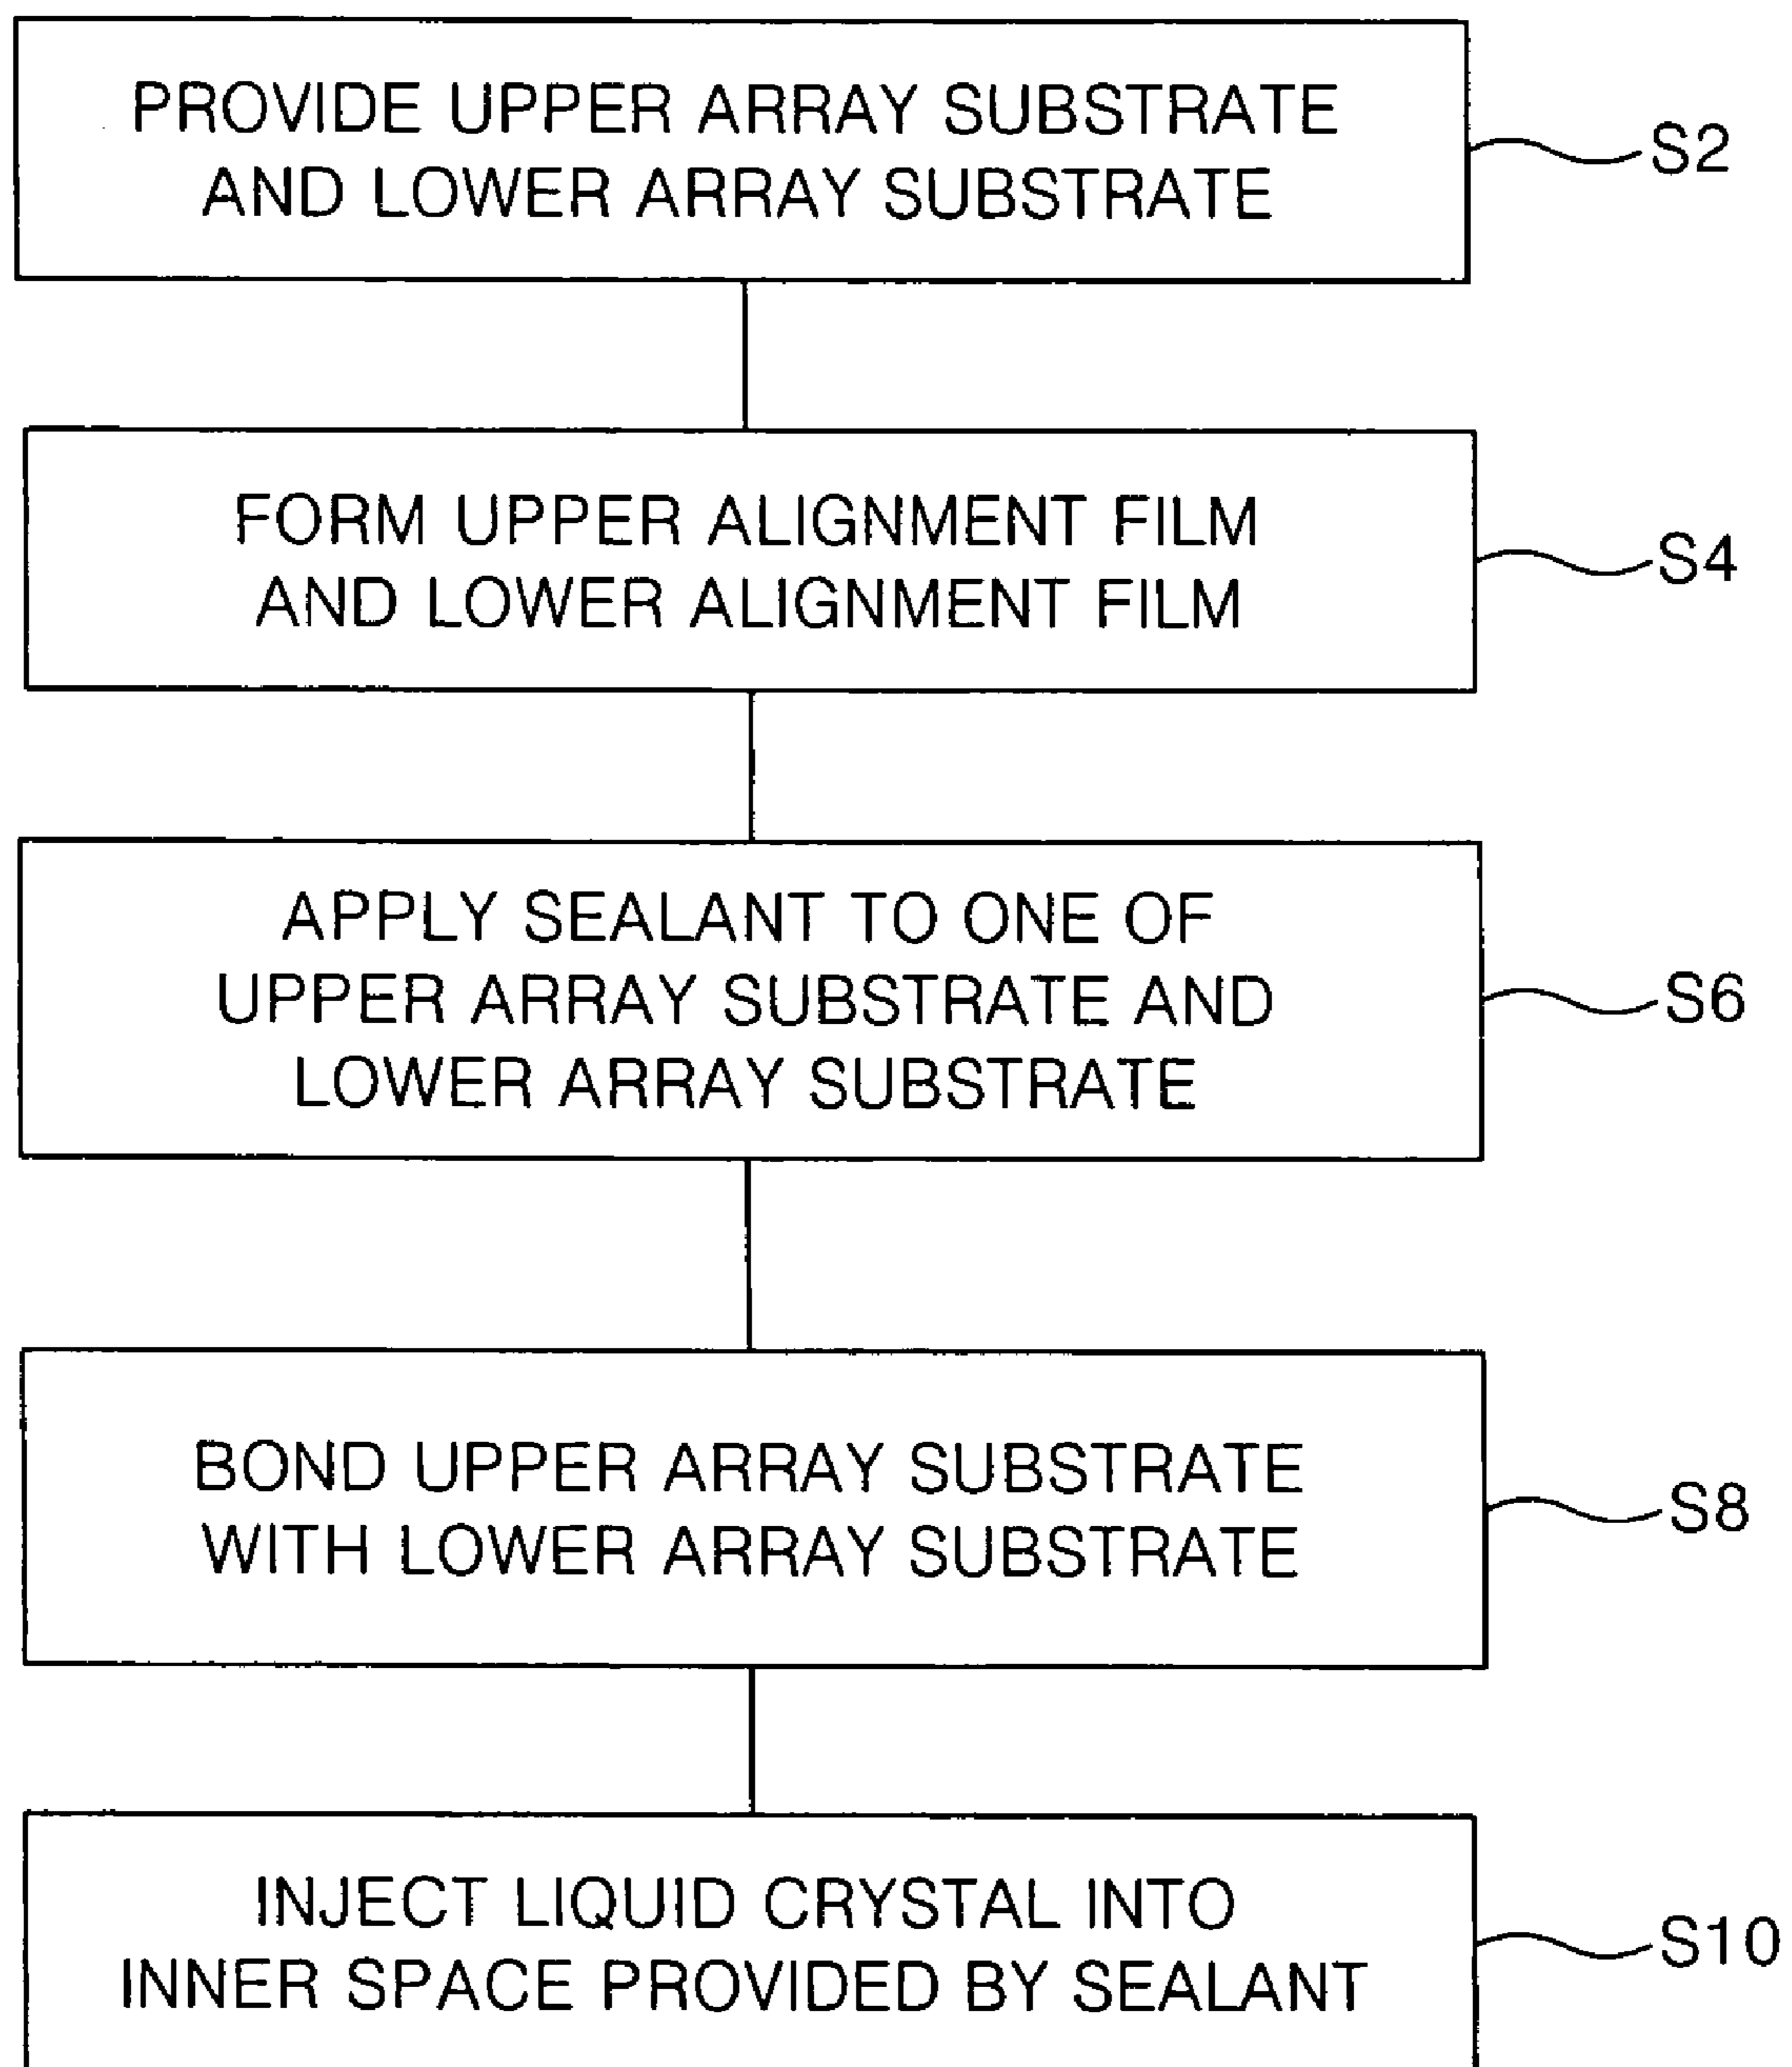 PROVIDE UPPER ARRAY SUBSTRATE
AND LOWER ARRAY SUBSTRATE
S2
FORM UPPER ALIGNMENT FILM
AND LOWER ALIGNMENT FILM
S4
APPLY SEALANT TO ONE OF
UPPER ARRAY SUBSTRATE AND
LOWER ARRAY SUBSTRATE
S6
BOND UPPER ARRAY SUBSTRATE
WITH LOWER ARRAY SUBSTRATE
S8
INJECT LIQUID CRYSTAL INTO
INNER SPACE PROVIDED BY SEALANT
S10